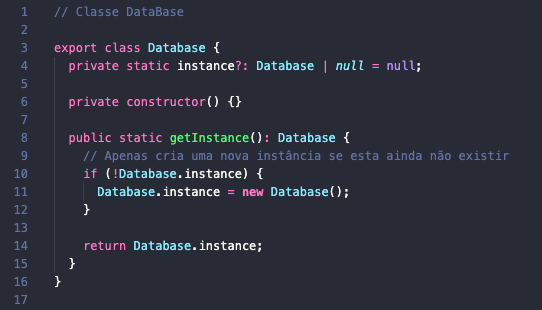 1 // Classe DataBase
2
3 export class Database {
4 private static instance?: Database | null = null;
5
6 private constructor() {}
7
8 public static getInstance(): Database {
9 // Apenas cria uma nova instância se esta ainda não existir
10 if (!Database.instance) {
11 Database.instance = new Database();
12 }
13
14 return Database.instance;
15 }
16 }
17